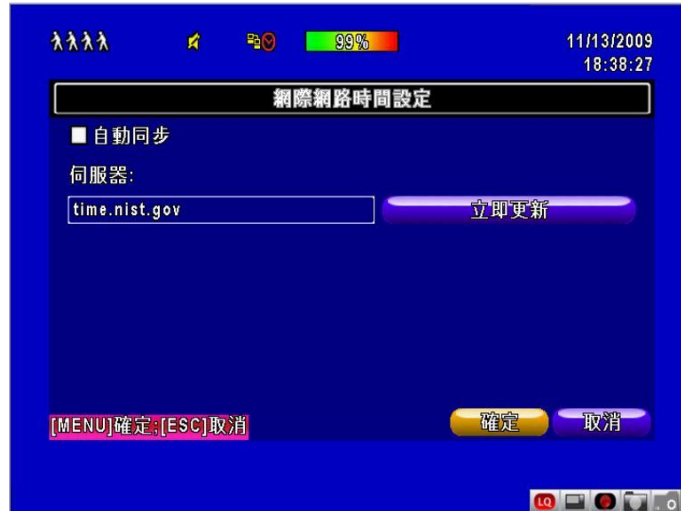 99%
11/13/2009
18:38:27
網際網路時間設定
自動同步
伺服器:
time.nist.gov
立即更新
[MENU]確定;[ESC]取消
確定
取消
LQ